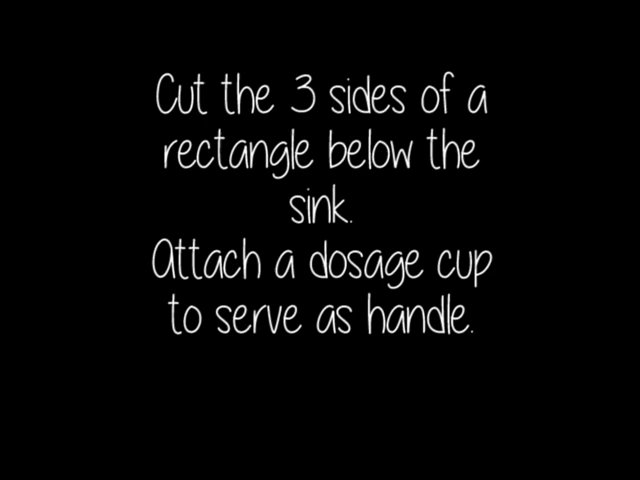 Cut the 3 sides of a
rectangle below the
sink.
Attach a dosage cup
to serve as handle.